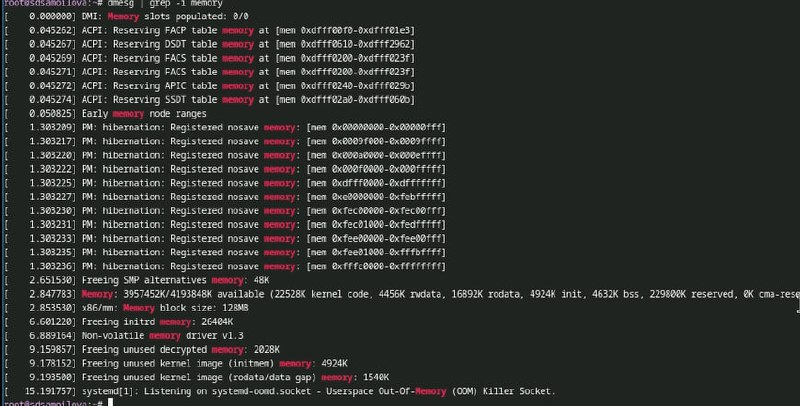 root@sdsamoilova:~# dmesg | grep -i memory
[    0.000000] DMI: Memory slots populated: 0/0
[    0.045262] ACPI: Reserving FACP table memory at [mem 0xdfff00f0-0xdfff01e3]
[    0.045267] ACPI: Reserving DSDT table memory at [mem 0xdfff0610-0xdfff2962]
[    0.045269] ACPI: Reserving FACS table memory at [mem 0xdfff0200-0xdfff023f]
[    0.045271] ACPI: Reserving FACS table memory at [mem 0xdfff0200-0xdfff023f]
[    0.045272] ACPI: Reserving APIC table memory at [mem 0xdfff0240-0xdfff029b]
[    0.045274] ACPI: Reserving SSDT table memory at [mem 0xdfff02a0-0xdfff060b]
[    0.050825] Early memory node ranges
[    1.303209] PM: hibernation: Registered nosave memory: [mem 0x00000000-0x00000fff]
[    1.303217] PM: hibernation: Registered nosave memory: [mem 0x0009f000-0x0009ffff]
[    1.303220] PM: hibernation: Registered nosave memory: [mem 0x000a0000-0x000effff]
[    1.303222] PM: hibernation: Registered nosave memory: [mem 0x000f0000-0x000fffff]
[    1.303225] PM: hibernation: Registered nosave memory: [mem 0xdfff0000-0xdfffffff]
[    1.303227] PM: hibernation: Registered nosave memory: [mem 0xe0000000-0xfebfffff]
[    1.303230] PM: hibernation: Registered nosave memory: [mem 0xfec00000-0xfec00fff]
[    1.303231] PM: hibernation: Registered nosave memory: [mem 0xfec01000-0xfedfffff]
[    1.303233] PM: hibernation: Registered nosave memory: [mem 0xfee00000-0xfee00fff]
[    1.303235] PM: hibernation: Registered nosave memory: [mem 0xfee01000-0xfffbffff]
[    1.303236] PM: hibernation: Registered nosave memory: [mem 0xfffc0000-0xffffffff]
[    2.651530] Freeing SMP alternatives memory: 48K
[    2.847783] Memory: 3957452K/4193848K available (22528K kernel code, 4456K rwdata, 16892K rodata, 4924K init, 4632K bss, 229800K reserved, 0K cma-rese
[    2.853530] x86/mm: Memory block size: 128MB
[    6.601220] Freeing initrd memory: 26404K
[    6.889164] Non-volatile memory driver v1.3
[    9.159857] Freeing unused decrypted memory: 2028K
[    9.178152] Freeing unused kernel image (initmem) memory: 4924K
[    9.193500] Freeing unused kernel image (rodata/data gap) memory: 1540K
[   15.191757] systemd[1]: Listening on systemd-oomd.socket - Userspace Out-Of-Memory (OOM) Killer Socket.
root@sdsamoilova:~#